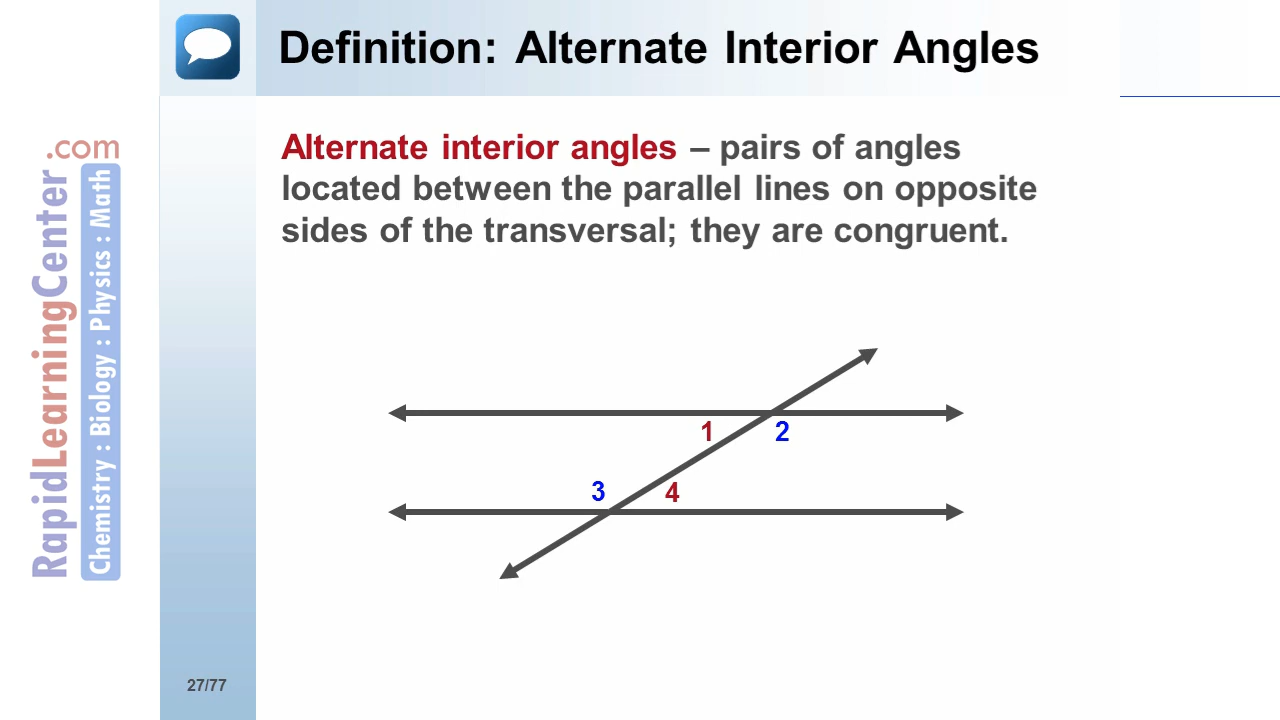 Definition: Alternate Interior Angles
Alternate interior angles – pairs of angles
located between the parallel lines on opposite
sides of the transversal; they are congruent.
1
2
3
4
RapidLearningCenter
.com
Chemistry : Biology : Physics : Math
27/77